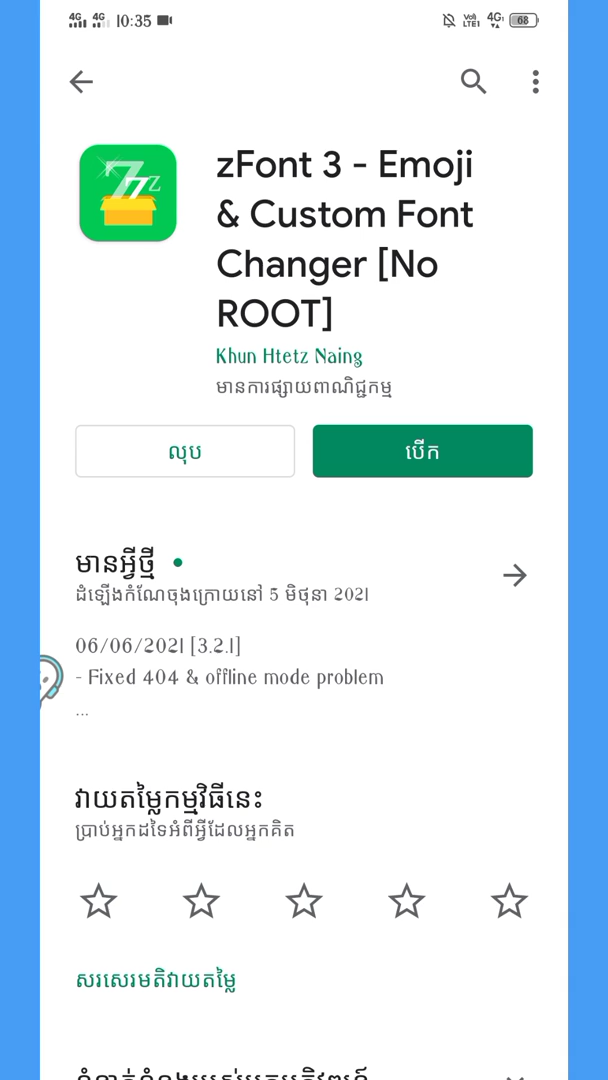 4G 4G 10:35 Vo) LTE1 4G 68
zFont 3 - Emoji
& Custom Font
Changer [No
ROOT]
Khun Htetz Naing
មានការផ្សាយពាណិជ្ជកម្ម
លុប បើក
មានអ្វីថ្មី
ដំឡើងកំណែចុងក្រោយនៅ 5 មិថុនា 2021
06/06/2021 [3.2.1]
- Fixed 404 & offline mode problem
...
វាយតម្លៃកម្មវិធីនេះ
ប្រាប់អ្នកដទៃអំពីអ្វីដែលអ្នកគិត
សរសេរមតិវាយតម្លៃ